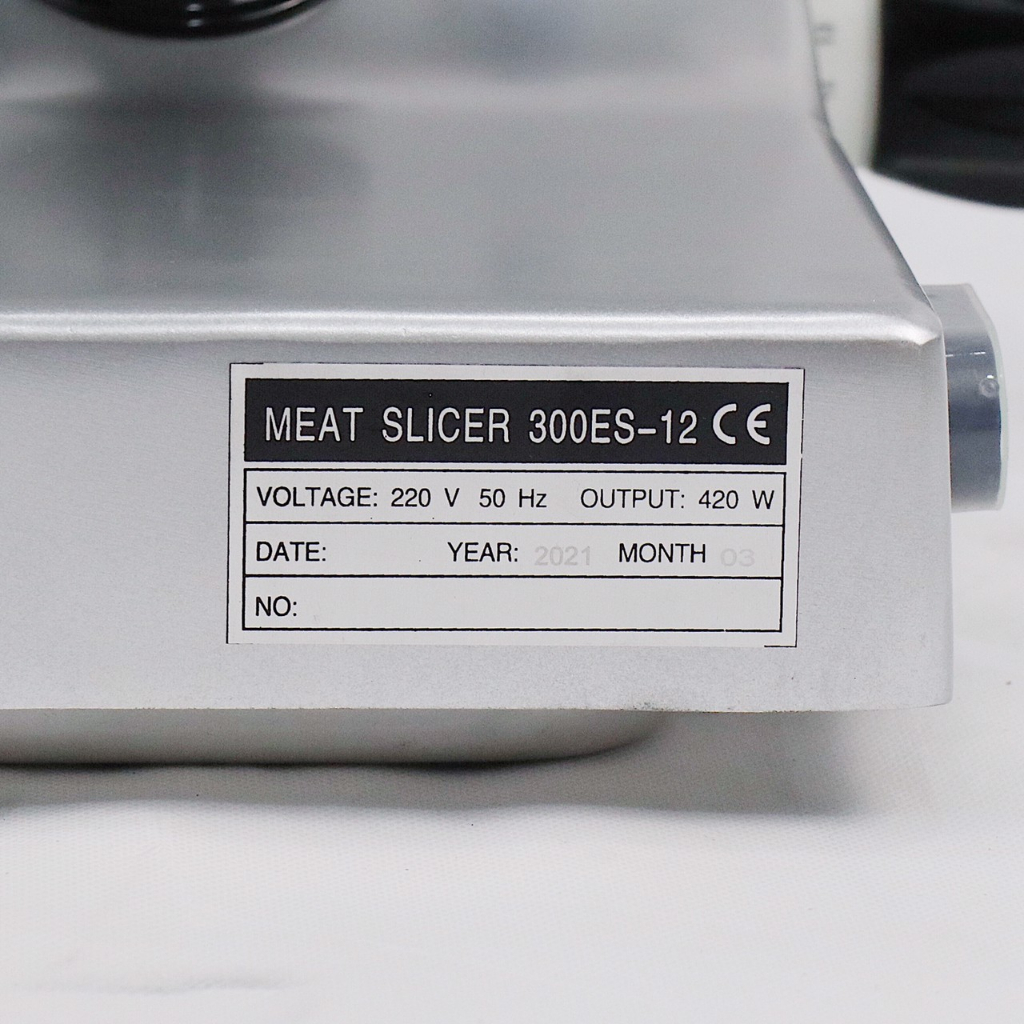 MEAT SLICER 300ES-12 CE
VOLTAGE: 220 V 50 Hz OUTPUT: 420 W
DATE: YEAR: 2021 MONTH 03
NO: